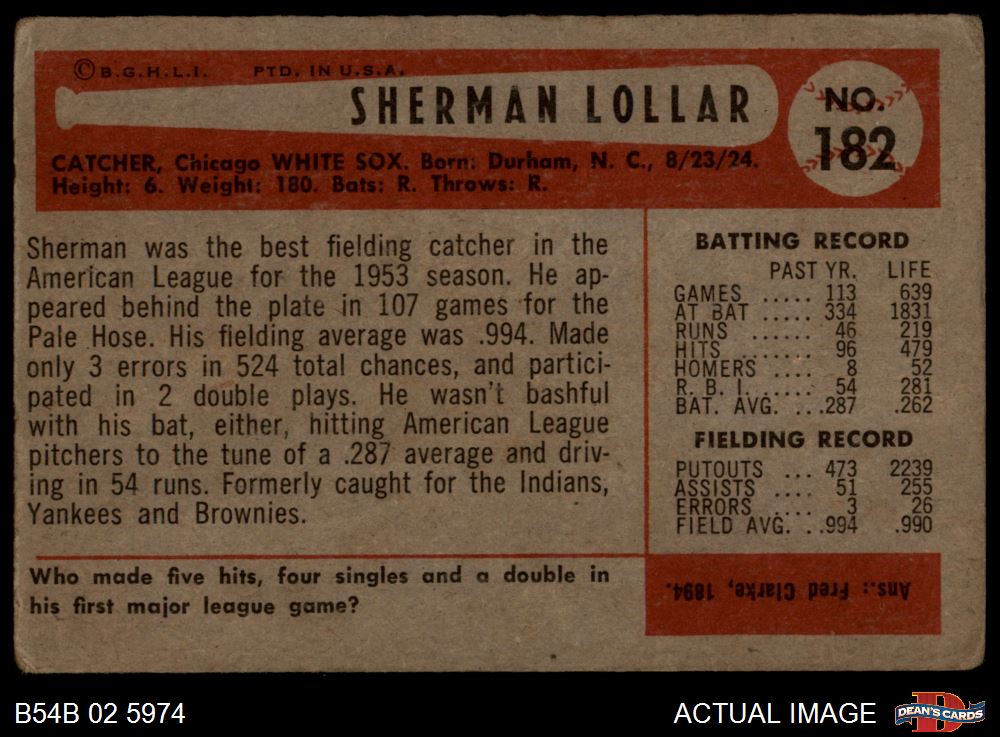 ©B.G.H.L.I. PTD. IN U.S.A.
SHERMAN LOLLAR
NO.
182
CATCHER, Chicago WHITE SOX. Born: Durham, N. C., 8/23/24.
Height: 6. Weight: 180. Bats: R. Throws: R.
Sherman was the best fielding catcher in the
American League for the 1953 season. He ap-
peared behind the plate in 107 games for the
Pale Hose. His fielding average was .994. Made
only 3 errors in 524 total chances, and partici-
pated in 2 double plays. He wasn't bashful
with his bat, either, hitting American League
pitchers to the tune of a .287 average and driv-
ing in 54 runs. Formerly caught for the Indians,
Yankees and Brownies.
BATTING RECORD
PAST YR. LIFE
GAMES ..... 113 639
AT BAT ..... 334 1831
RUNS ...... 46 219
HITS ...... 96 479
HOMERS .... 8 52
R. B. I. .... 54 281
BAT. AVG. ...287 .262
FIELDING RECORD
PUTOUTS ... 473 2239
ASSISTS .... 51 255
ERRORS .... 3 26
FIELD AVG. ..994 .990
Who made five hits, four singles and a double in
his first major league game?
Ans.: Fred Clarke, 1894.
B54B 02 5974
ACTUAL IMAGE
D
DEAN'S CARDS